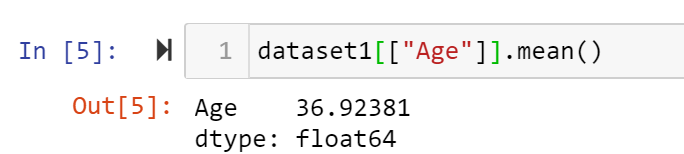 In [5]: 1 dataset1[["Age"]].mean()
Out[5]: Age 36.92381
dtype: float64